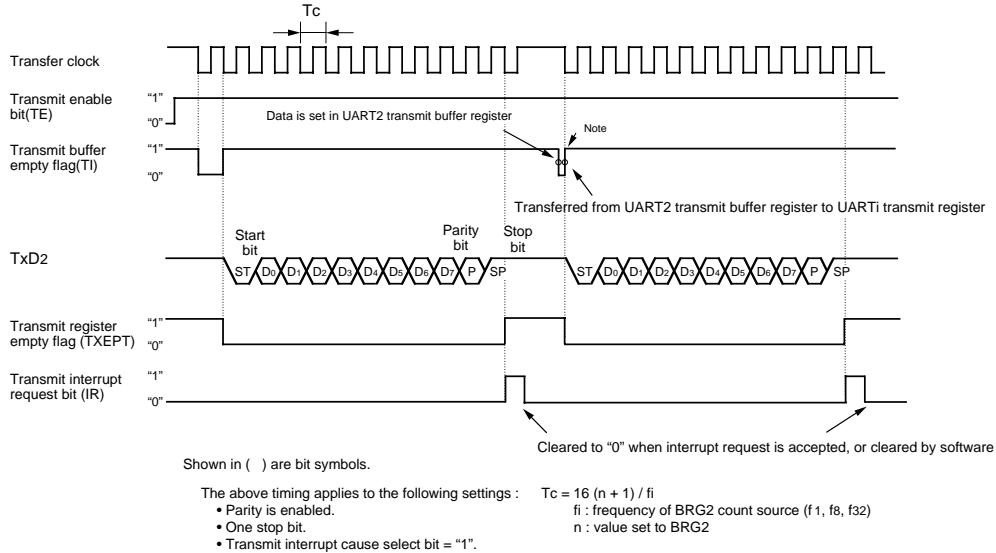 Tc
Transfer clock
Transmit enable
bit(TE)
“1”
“0”
Data is set in UART2 transmit buffer register
Note
Transmit buffer
empty flag(TI)
“1”
“0”
Transferred from UART2 transmit buffer register to UARTi transmit register
Start
bit
Parity
bit
Stop
bit
TxD2
ST D0 D1 D2 D3 D4 D5 D6 D7 P SP
ST D0 D1 D2 D3 D4 D5 D6 D7 P SP
Transmit register
empty flag (TXEPT)
“1”
“0”
Transmit interrupt
request bit (IR)
“1”
“0”
Cleared to “0” when interrupt request is accepted, or cleared by software
Shown in ( ) are bit symbols.
The above timing applies to the following settings :
• Parity is enabled.
• One stop bit.
• Transmit interrupt cause select bit = “1”.
Tc = 16 (n + 1) / fi
fi : frequency of BRG2 count source (f1, f8, f32)
n : value set to BRG2